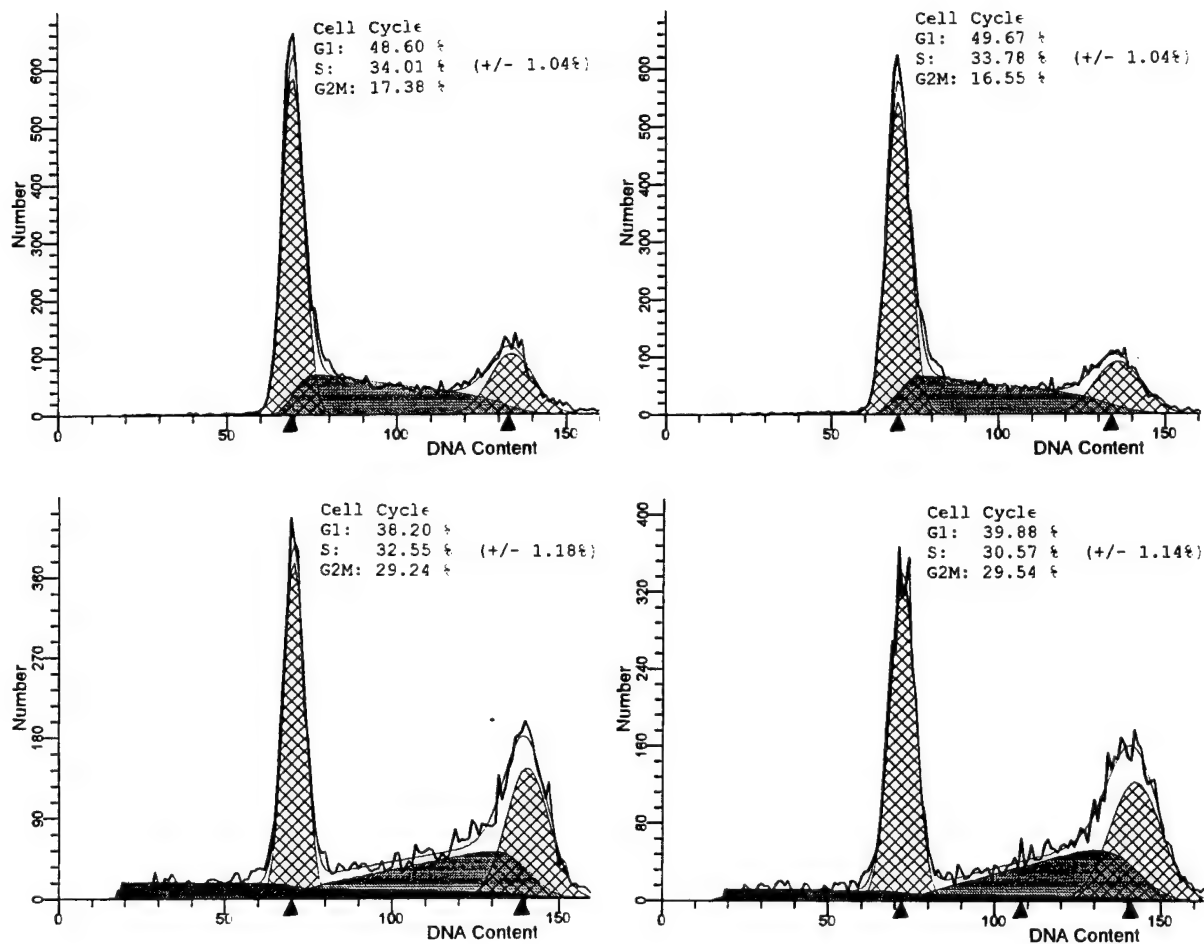 Cell Cycle
G1: 48.60 %
S: 34.01 % (+/- 1.04%)
G2M: 17.38 %
Number
0 100 200 300 400 500 600
0 50 100 150
DNA Content
Cell Cycle
G1: 49.67 %
S: 33.78 % (+/- 1.04%)
G2M: 16.55 %
Number
0 100 200 300 400 500 600
0 50 100 150
DNA Content
Cell Cycle
G1: 38.20 %
S: 32.55 % (+/- 1.18%)
G2M: 29.24 %
Number
0 90 180 270 360
0 50 100 150
DNA Content
Cell Cycle
G1: 39.88 %
S: 30.57 % (+/- 1.14%)
G2M: 29.54 %
Number
0 80 160 240 320 400
0 50 100 150
DNA Content